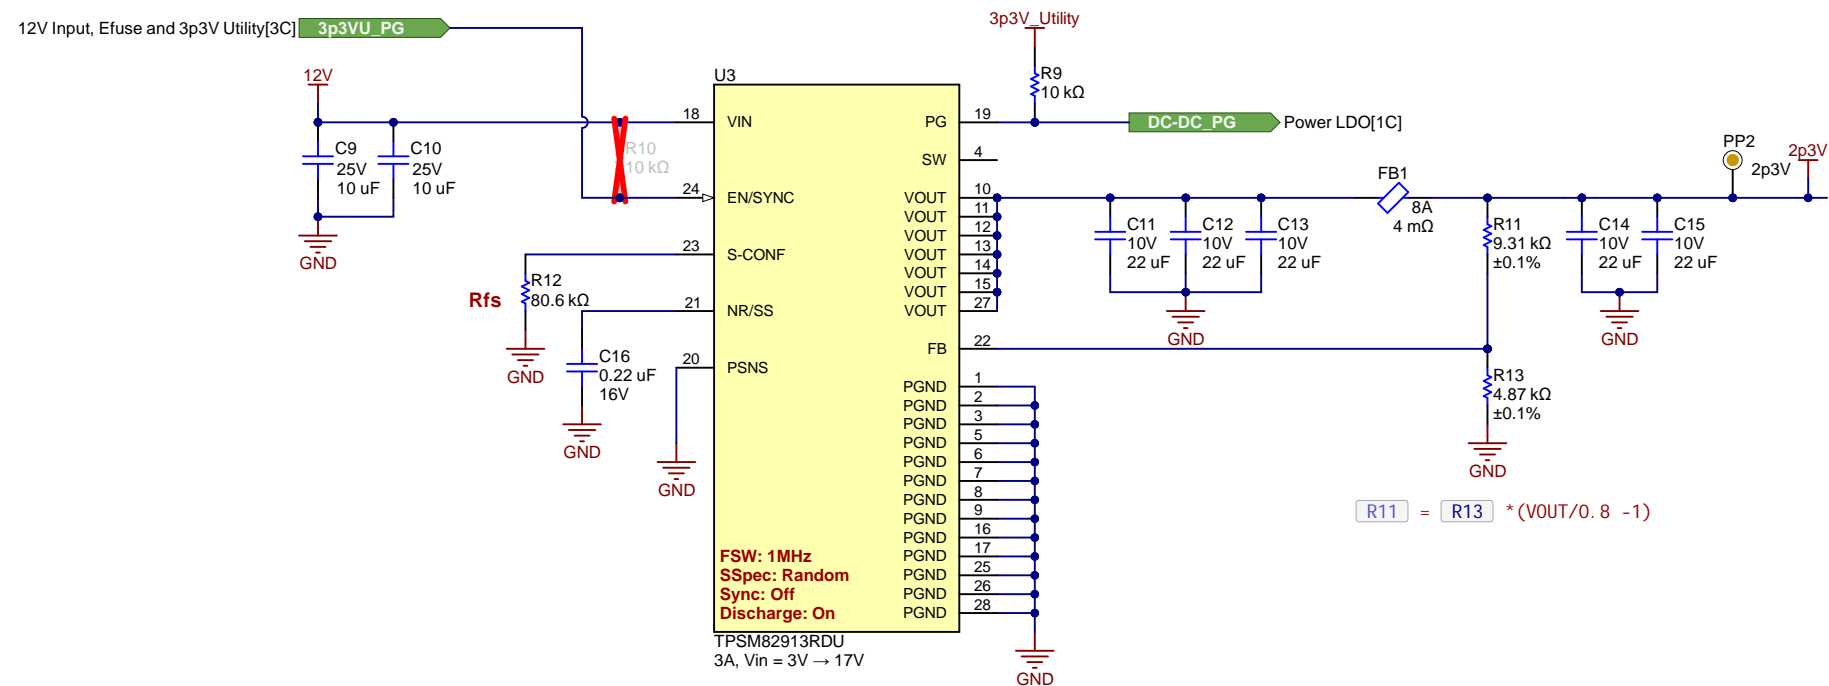 12V Input, Efuse and 3p3V Utility[3C]
3p3VU_PG
12V
C9
25V
10 uF
C10
25V
10 uF
GND
R10
10 kΩ
Rfs
R12
80.6 kΩ
GND
C16
0.22 uF
16V
GND
GND
U3
18
VIN
24
EN/SYNC
23
S-CONF
21
NR/SS
20
PSNS
PG
19
SW
4
VOUT
10
VOUT
11
VOUT
12
VOUT
13
VOUT
14
VOUT
15
VOUT
27
FB
22
PGND
1
PGND
2
PGND
3
PGND
5
PGND
6
PGND
7
PGND
8
PGND
9
PGND
16
PGND
17
PGND
25
PGND
26
PGND
28
FSW: 1MHz
SSpec: Random
Sync: Off
Discharge: On
TPSM82913RDU
3A, Vin = 3V → 17V
GND
3p3V_Utility
R9
10 kΩ
DC-DC_PG
Power LDO[1C]
C11
10V
22 uF
C12
10V
22 uF
C13
10V
22 uF
GND
FB1
8A
4 mΩ
R11
9.31 kΩ
±0.1%
C14
10V
22 uF
C15
10V
22 uF
GND
PP2
2p3V
2p3V
R13
4.87 kΩ
±0.1%
GND
R11 = R13 *(VOUT/0.8 -1)